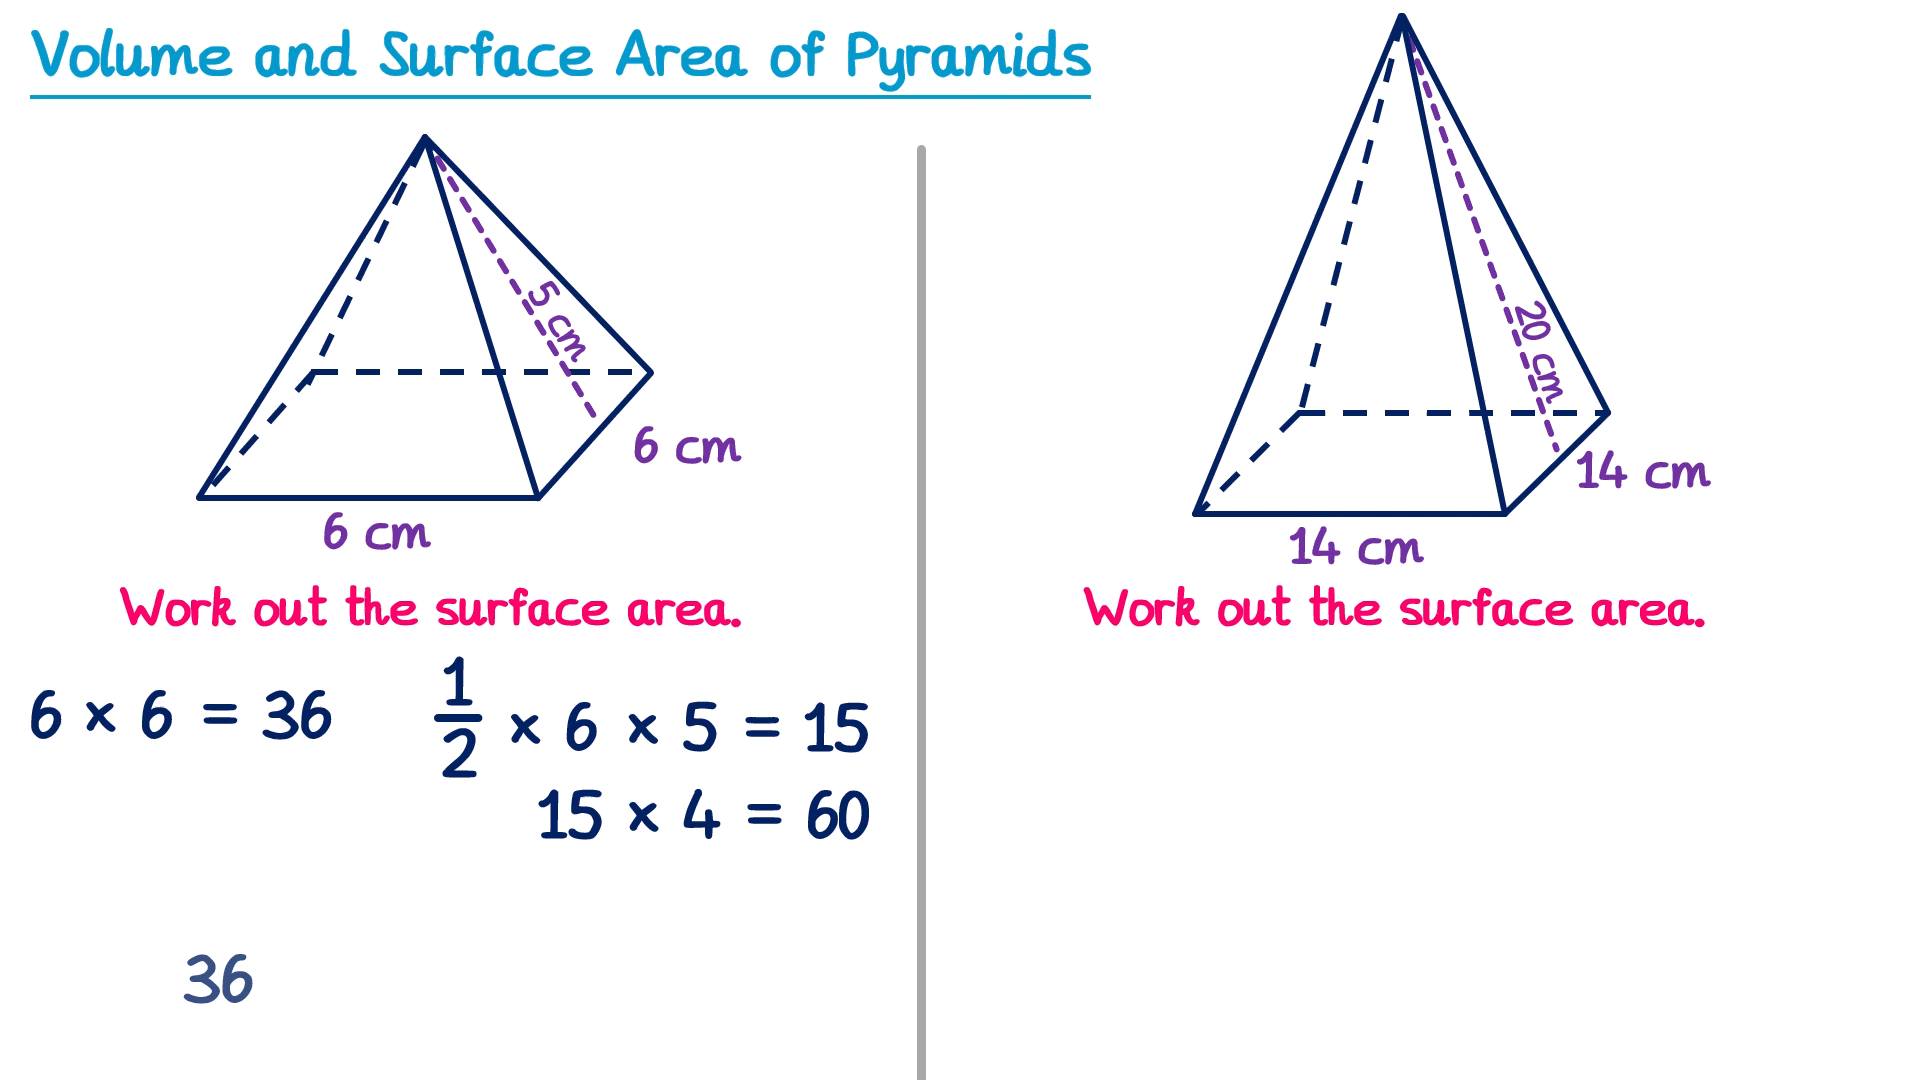 Volume and Surface Area of Pyramids
5 cm
6 cm
6 cm
Work out the surface area.
6 × 6 = 36
1/2 × 6 × 5 = 15
15 × 4 = 60
36
20 cm
14 cm
14 cm
Work out the surface area.